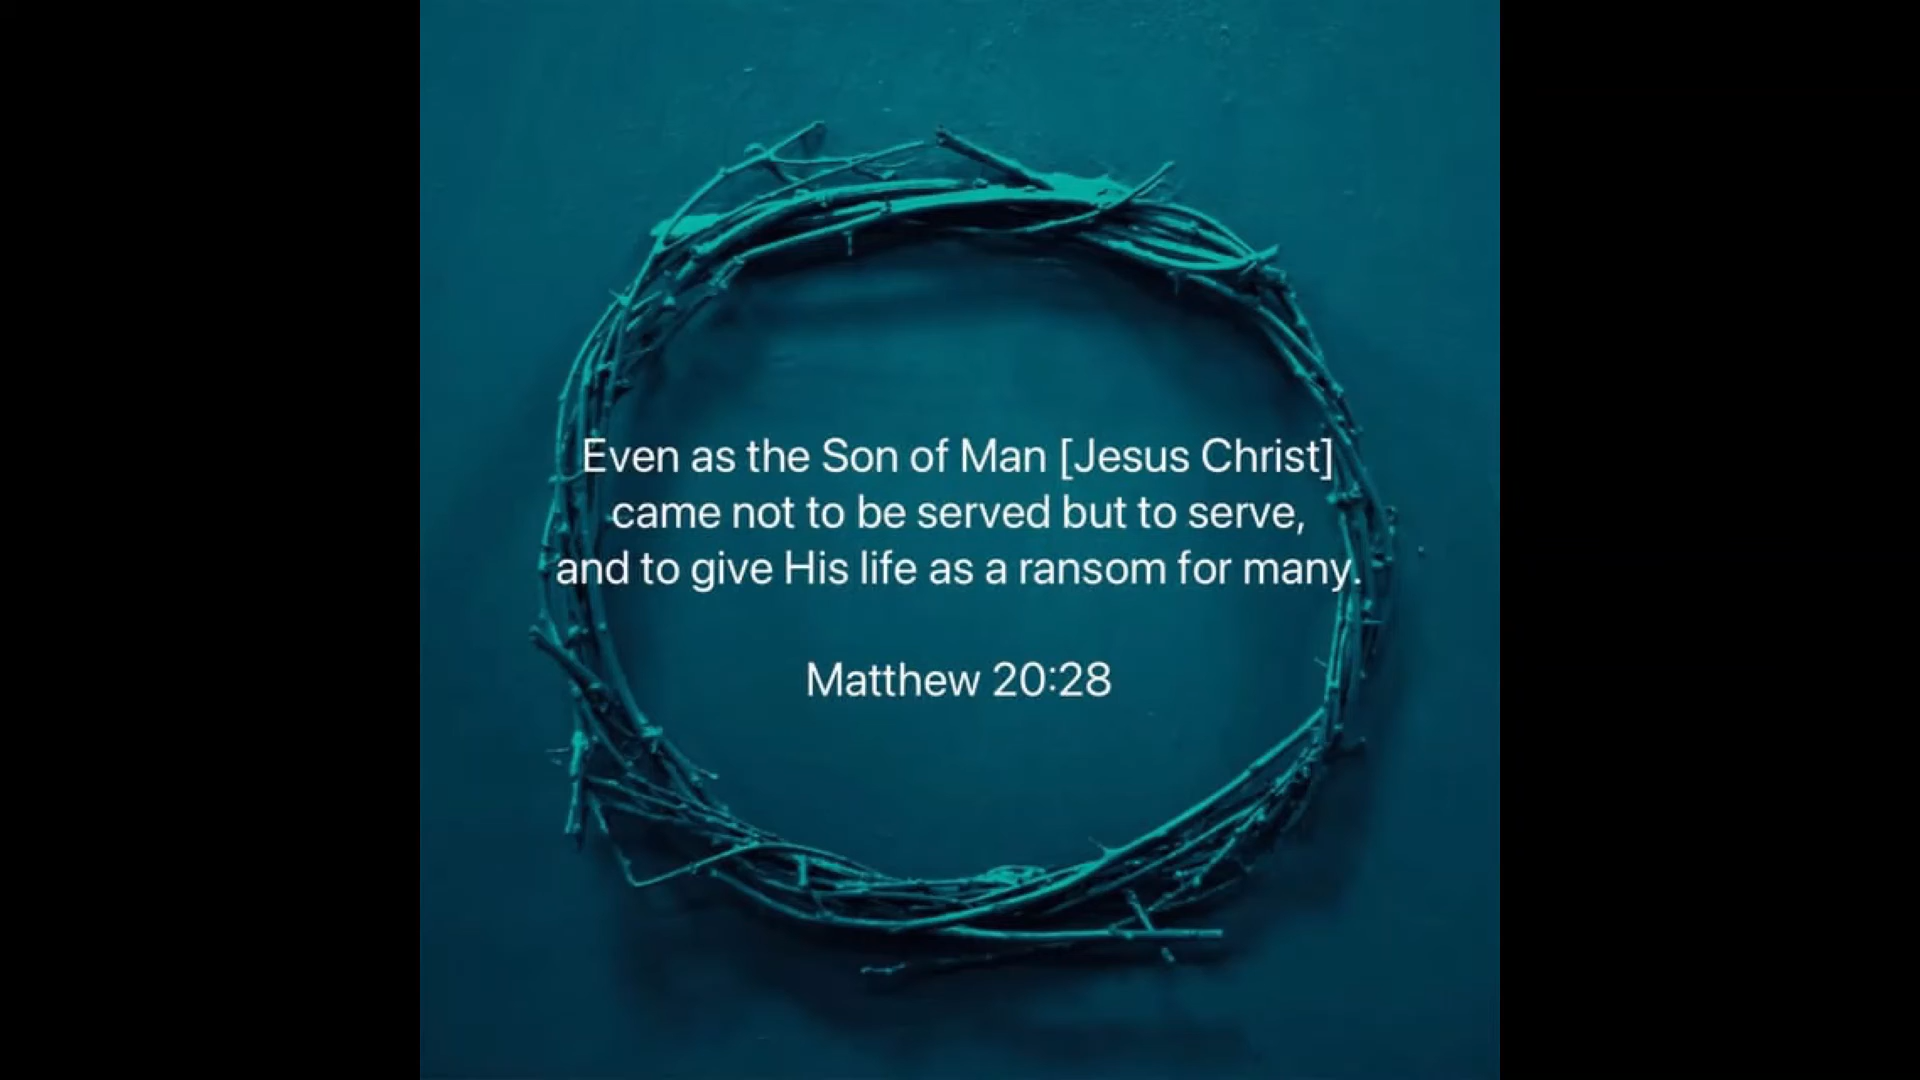 Even as the Son of Man [Jesus Christ]
came not to be served but to serve,
and to give His life as a ransom for many.
Matthew 20:28